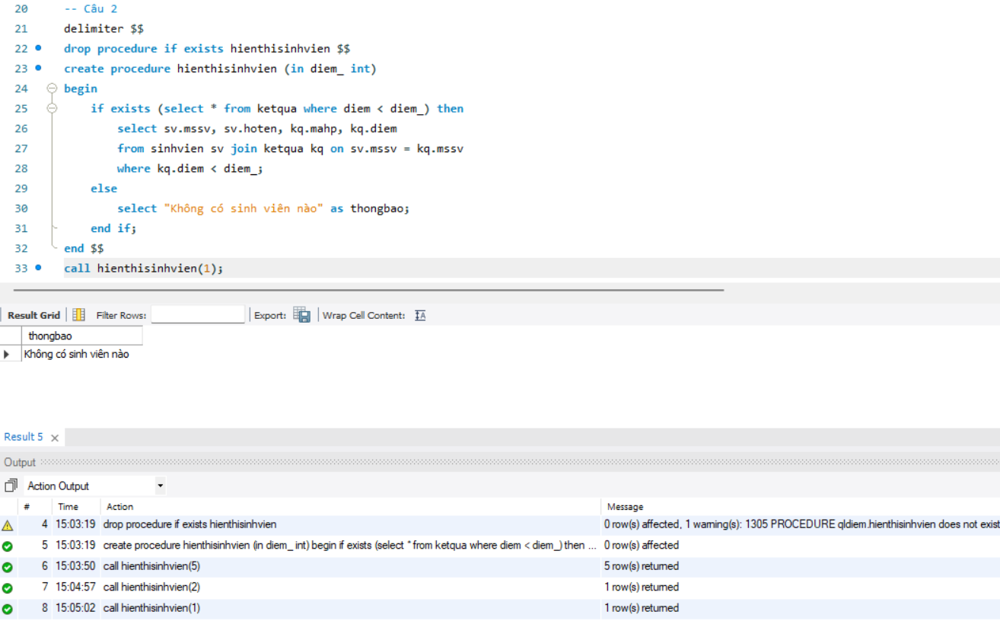 20 -- Câu 2
21 delimiter $$
22 drop procedure if exists hienthisinhvien $$
23 create procedure hienthisinhvien (in diem_ int)
24 begin
25 if exists (select * from ketqua where diem < diem_) then
26 select sv.mssv, sv.hoten, kq.mahp, kq.diem
27 from sinhvien sv join ketqua kq on sv.mssv = kq.mssv
28 where kq.diem < diem_;
29 else
30 select "Không có sinh viên nào" as thongbao;
31 end if;
32 end $$
33 call hienthisinhvien(1);
Result Grid Filter Rows: Export: Wrap Cell Content: IA
thongbao
Không có sinh viên nào
Result 5 ×
Output
Action Output
# Time Action Message
4 15:03:19 drop procedure if exists hienthisinhvien 0 row(s) affected, 1 warning(s): 1305 PROCEDURE qldiem.hienthisinhvien does not exist
5 15:03:19 create procedure hienthisinhvien (in diem_ int) begin if exists (select * from ketqua where diem < diem_) then ... 0 row(s) affected
6 15:03:50 call hienthisinhvien(5) 5 row(s) returned
7 15:04:57 call hienthisinhvien(2) 1 row(s) returned
8 15:05:02 call hienthisinhvien(1) 1 row(s) returned